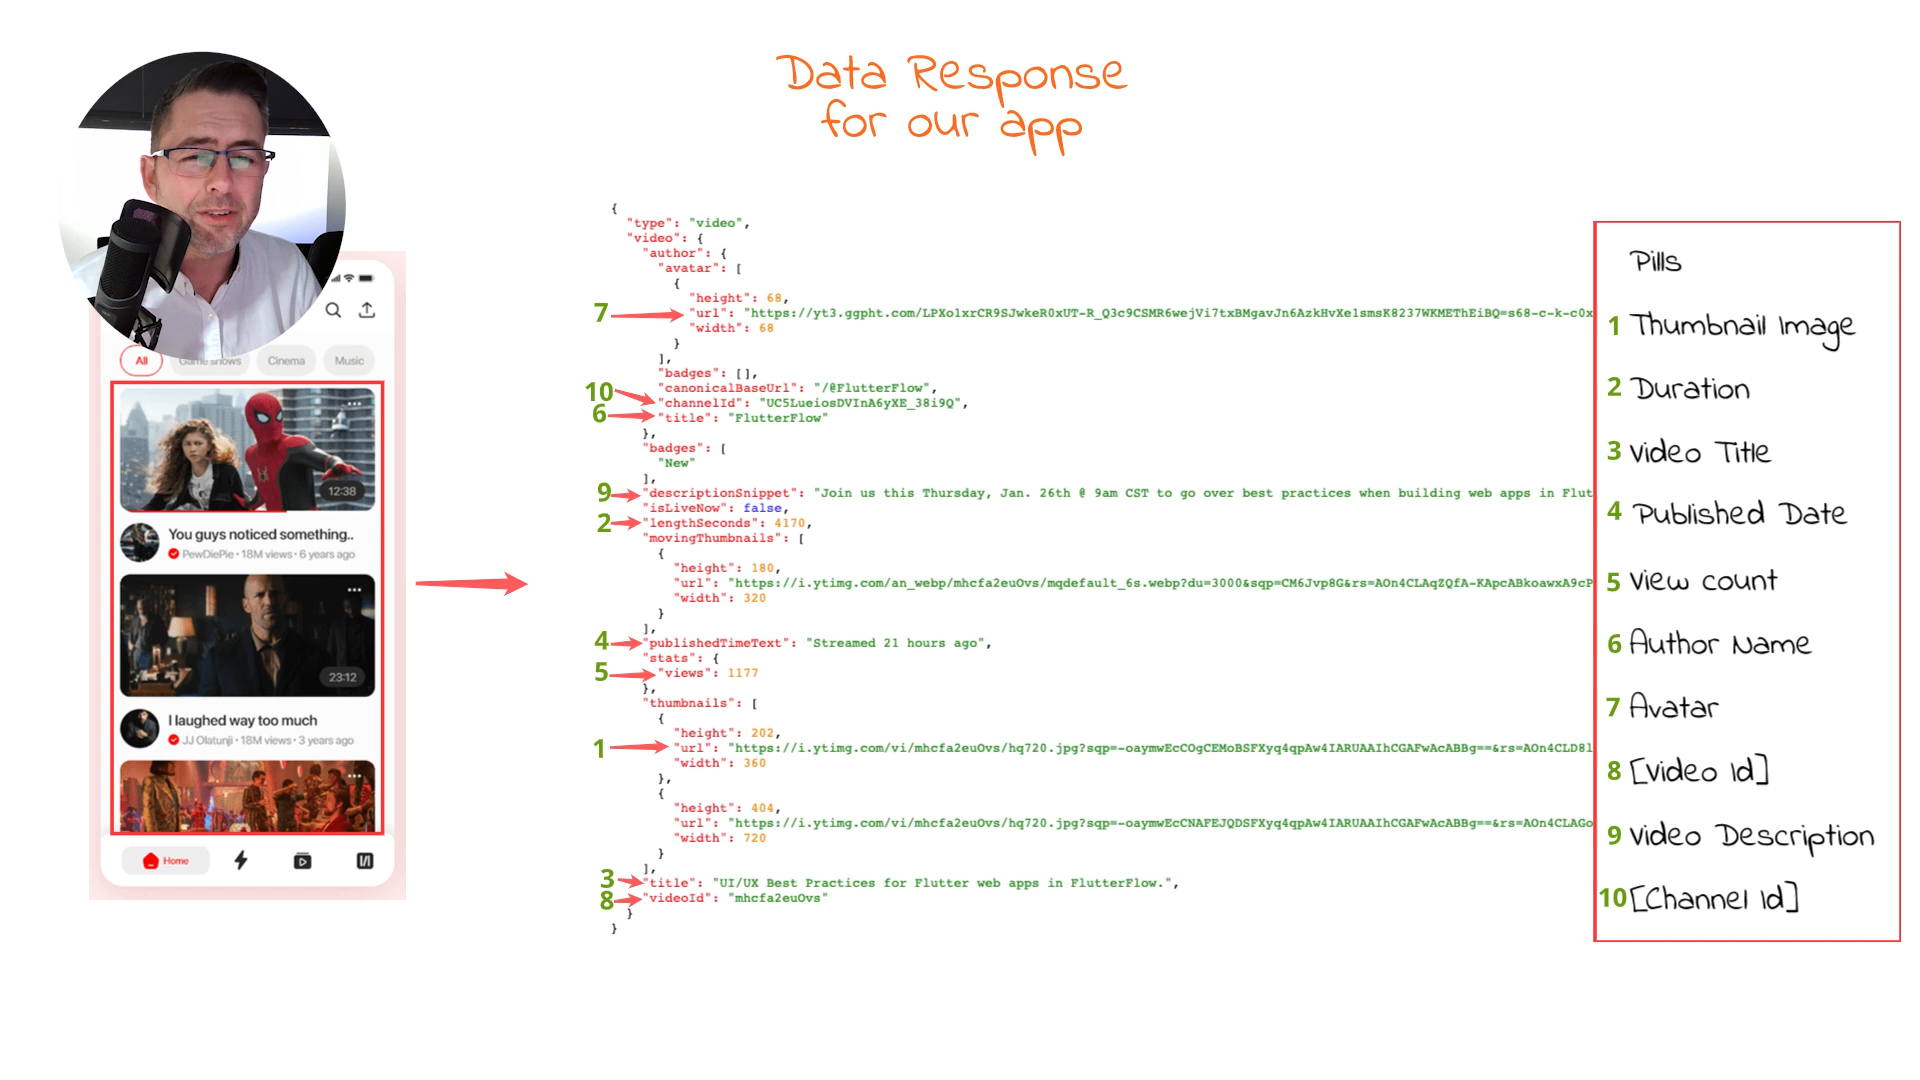 Data Response
for our app
All
Game shows
Cinema
Music
12:38
You guys noticed something..
PewDiePie • 18M views • 6 years ago
23:12
I laughed way too much
JJ Olatunji • 18M views • 3 years ago
Home
{
"type": "video",
"video": {
"author": {
"avatar": [
{
"height": 68,
7 "url": "https://yt3.ggpht.com/
"width": 68
}
],
"badges": [],
"canonicalBaseUrl": "/@FlutterFlow",
10 "channelId": "UC5LueiosDVInA6yXE_38i9Q",
6 "title": "FlutterFlow"
},
"badges": [
"New"
],
9 "descriptionSnippet": "Join us this Thursday, Jan. 26th @ 9am CST to go over best practices when building web apps in Flut
"isLiveNow": false,
2 "lengthSeconds": 4170,
"movingThumbnails": [
{
"height": 180,
"url": "https://i.ytimg.com/an_webp/mhcfa2euOvs/mqdefault_6s.webp?du=3000&sqp=CM6Jvp8G&rs=AOn4CLAqZQfA-KApcABkoawxA9cP
"width": 320
}
],
4 "publishedTimeText": "Streamed 21 hours ago",
"stats": {
5 "views": 1177
},
"thumbnails": [
{
"height": 202,
1 "url": "https://i.ytimg.com/vi/mhcfa2euOvs/hq720.jpg?sqp=-oaymwEcCOgCEMoBSFXyq4qpAw4IARUAAIhCGAFwAcABBg==&rs=AOn4CLD8l
"width": 360
},
{
"height": 404,
"url": "https://i.ytimg.com/vi/mhcfa2euOvs/hq720.jpg?sqp=-oaymwEcCNAFEJQDSFXyq4qpAw4IARUAAIhCGAFwAcABBg==&rs=AOn4CLAGo
"width": 720
}
],
3 "title": "UI/UX Best Practices for Flutter web apps in FlutterFlow.",
8 "videoId": "mhcfa2euOvs"
}
}
Pills
1 Thumbnail Image
2 Duration
3 video Title
4 Published Date
5 view count
6 Author Name
7 Avatar
8 [video Id]
9 video Description
10 [Channel Id]